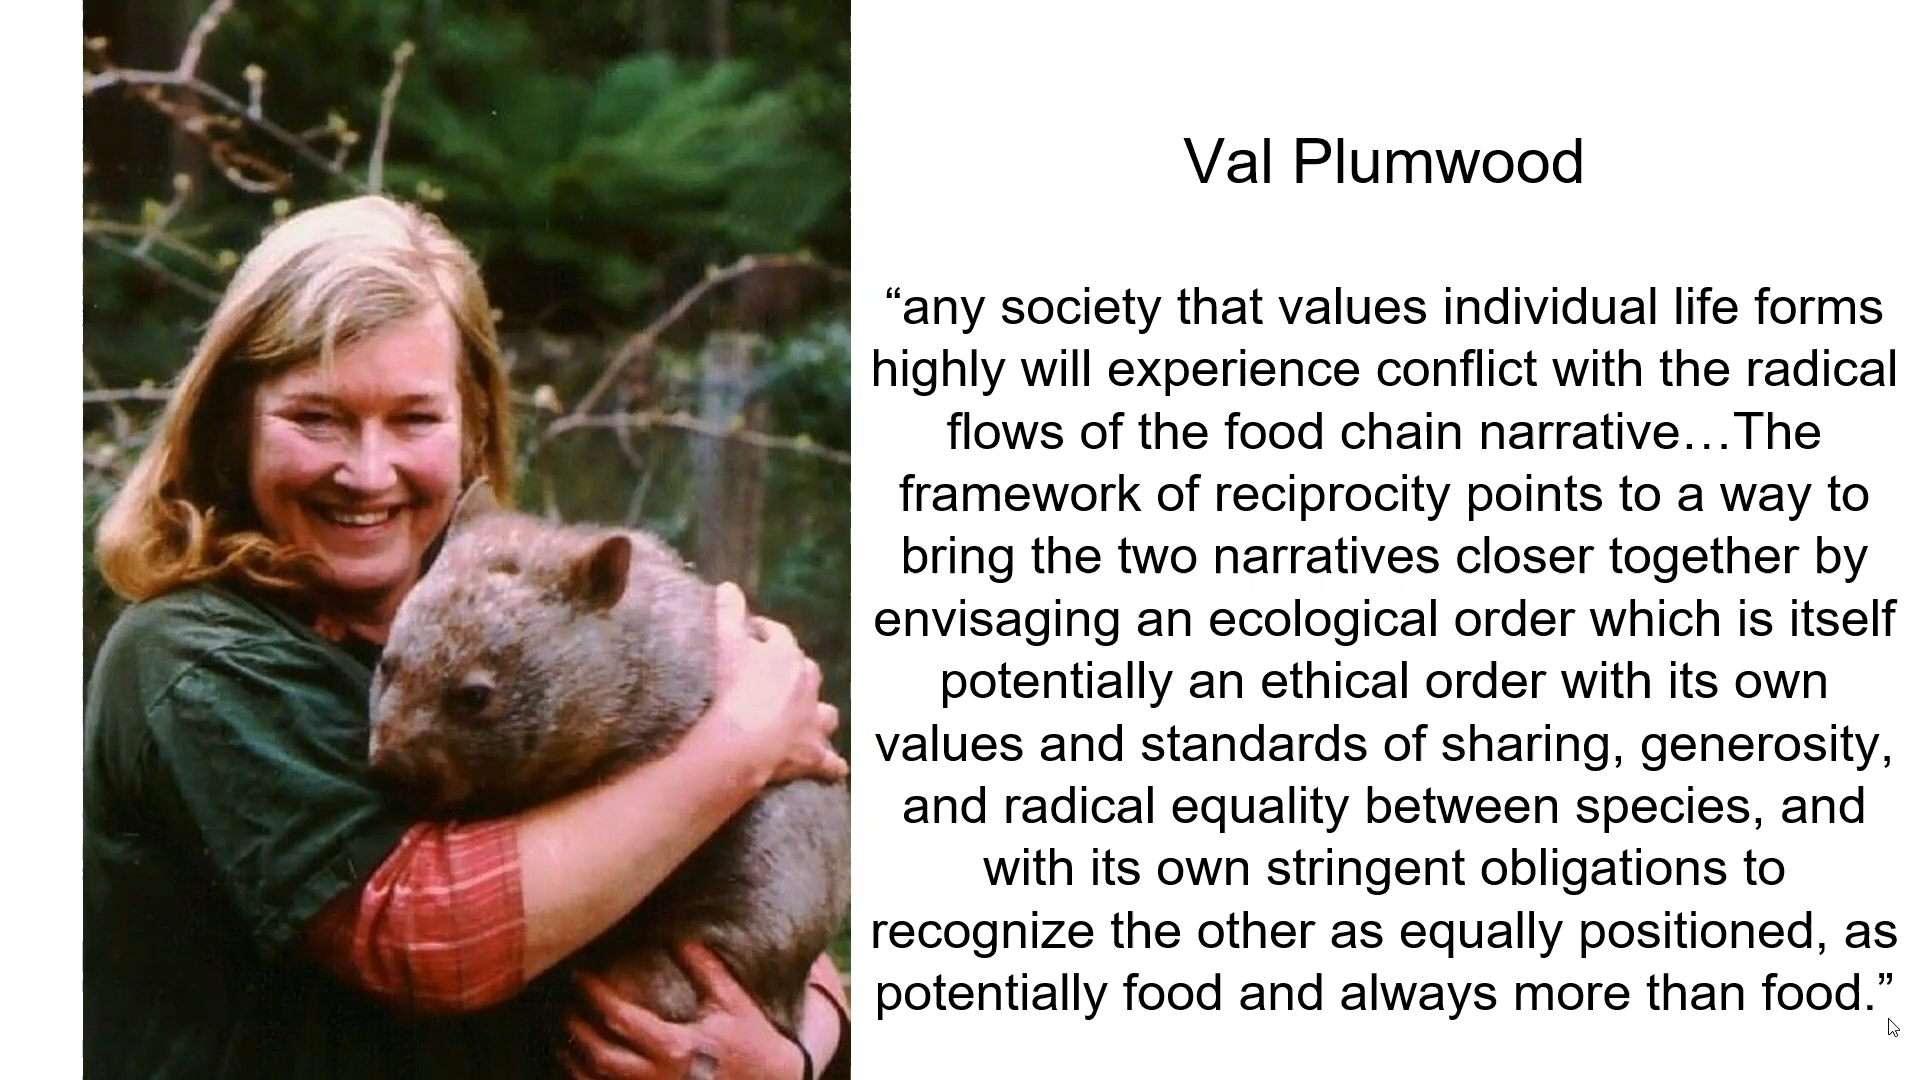 Val Plumwood
“any society that values individual life forms
highly will experience conflict with the radical
flows of the food chain narrative…The
framework of reciprocity points to a way to
bring the two narratives closer together by
envisaging an ecological order which is itself
potentially an ethical order with its own
values and standards of sharing, generosity,
and radical equality between species, and
with its own stringent obligations to
recognize the other as equally positioned, as
potentially food and always more than food.”